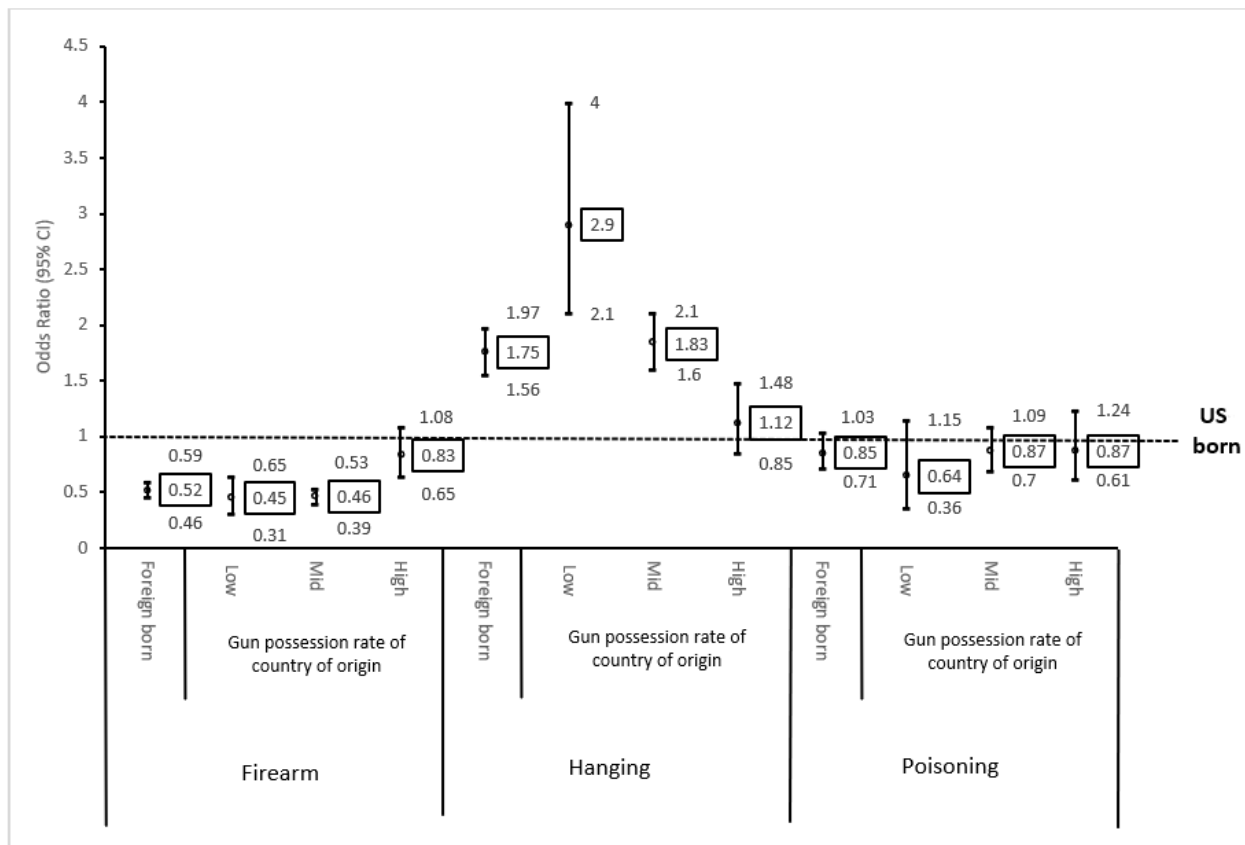 4.5
4
3.5
3
2.5
2
1.5
1
0.5
0
Odds Ratio (95% CI)
0.59
0.52
0.46
0.65
0.45
0.31
0.53
0.46
0.39
1.08
0.83
0.65
1.97
1.75
1.56
4
2.9
2.1
2.1
1.83
1.6
1.48
1.12
0.85
1.03
0.85
0.71
1.15
0.64
0.36
1.09
0.87
0.7
1.24
0.87
0.61
US
born
Foreign born
Low
Mid
High
Gun possession rate of
country of origin
Firearm
Foreign born
Low
Mid
High
Gun possession rate of
country of origin
Hanging
Foreign born
Low
Mid
High
Gun possession rate of
country of origin
Poisoning